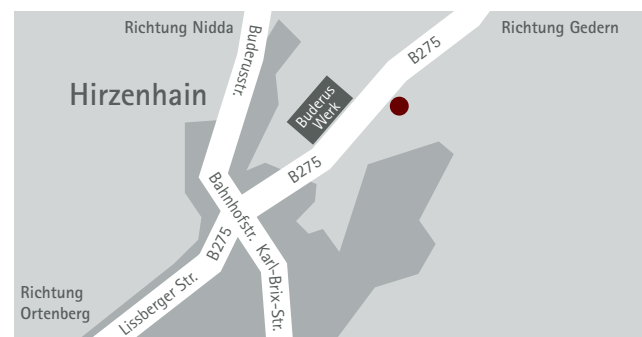 Richtung Nidda
Richtung Gedern
Buderusstr.
B275
Hirzenhain
Buderus
Werk
B275
Bahnhofstr.
B275
Karl-Brix-Str.
Lissberger Str.
Richtung
Ortenberg